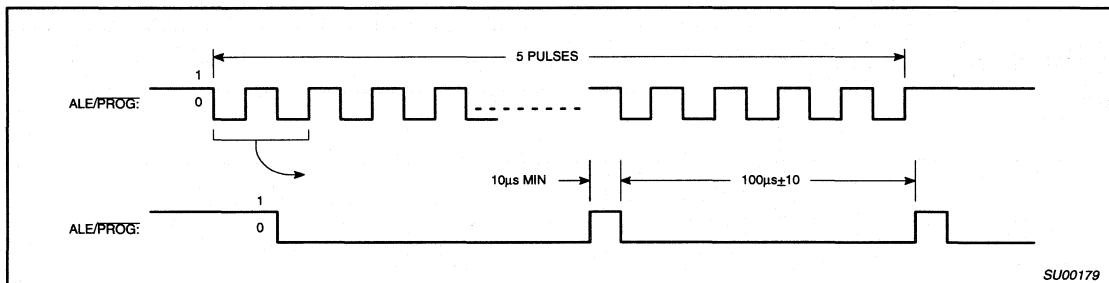 5 PULSES
1
ALE/PROG:
0
10µs MIN
100µs±10
1
ALE/PROG:
0
SU00179